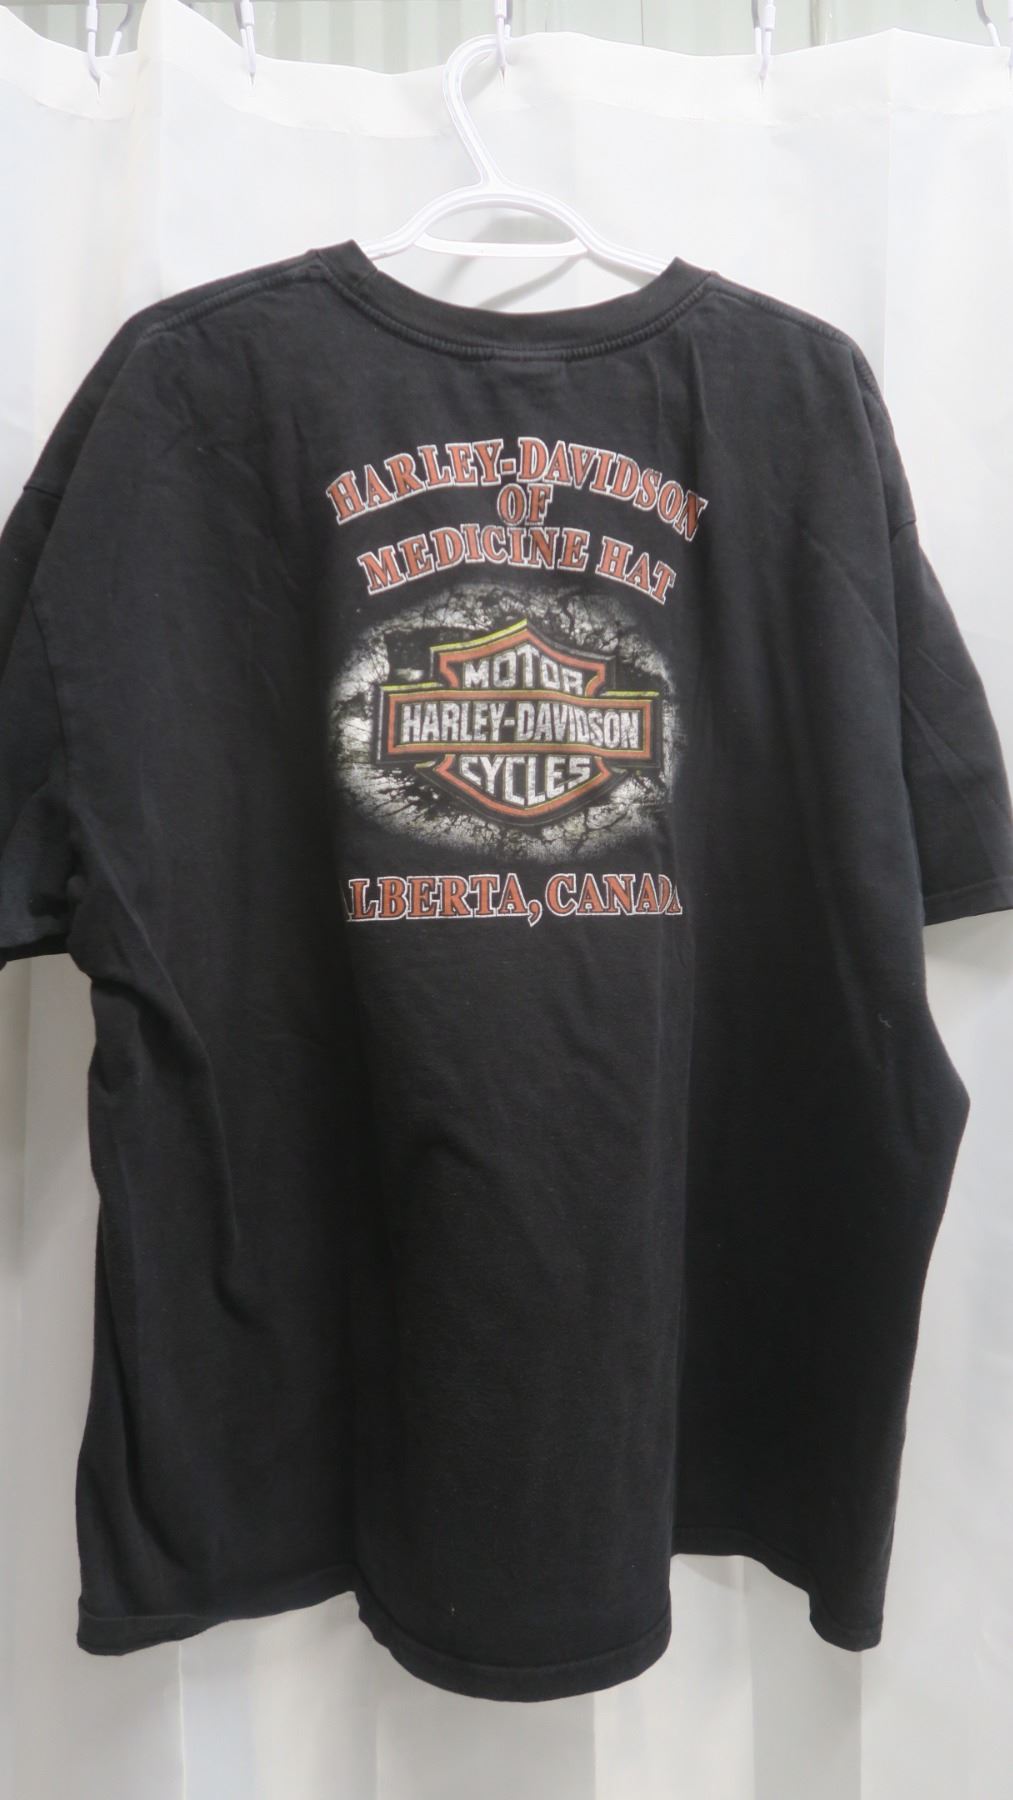 HARLEY-DAVIDSON
OF
MEDICINE HAT
MOTOR
HARLEY-DAVIDSON
CYCLES
ALBERTA, CANADA